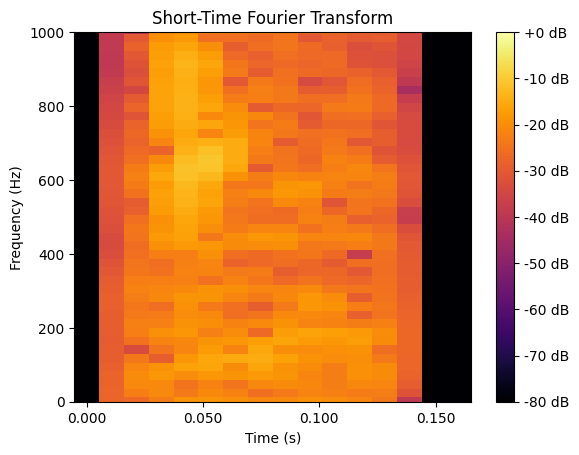 Short-Time Fourier Transform
1000
800
600
400
200
0
Frequency (Hz)
0.000
0.050
0.100
0.150
Time (s)
+0 dB
-10 dB
-20 dB
-30 dB
-40 dB
-50 dB
-60 dB
-70 dB
-80 dB